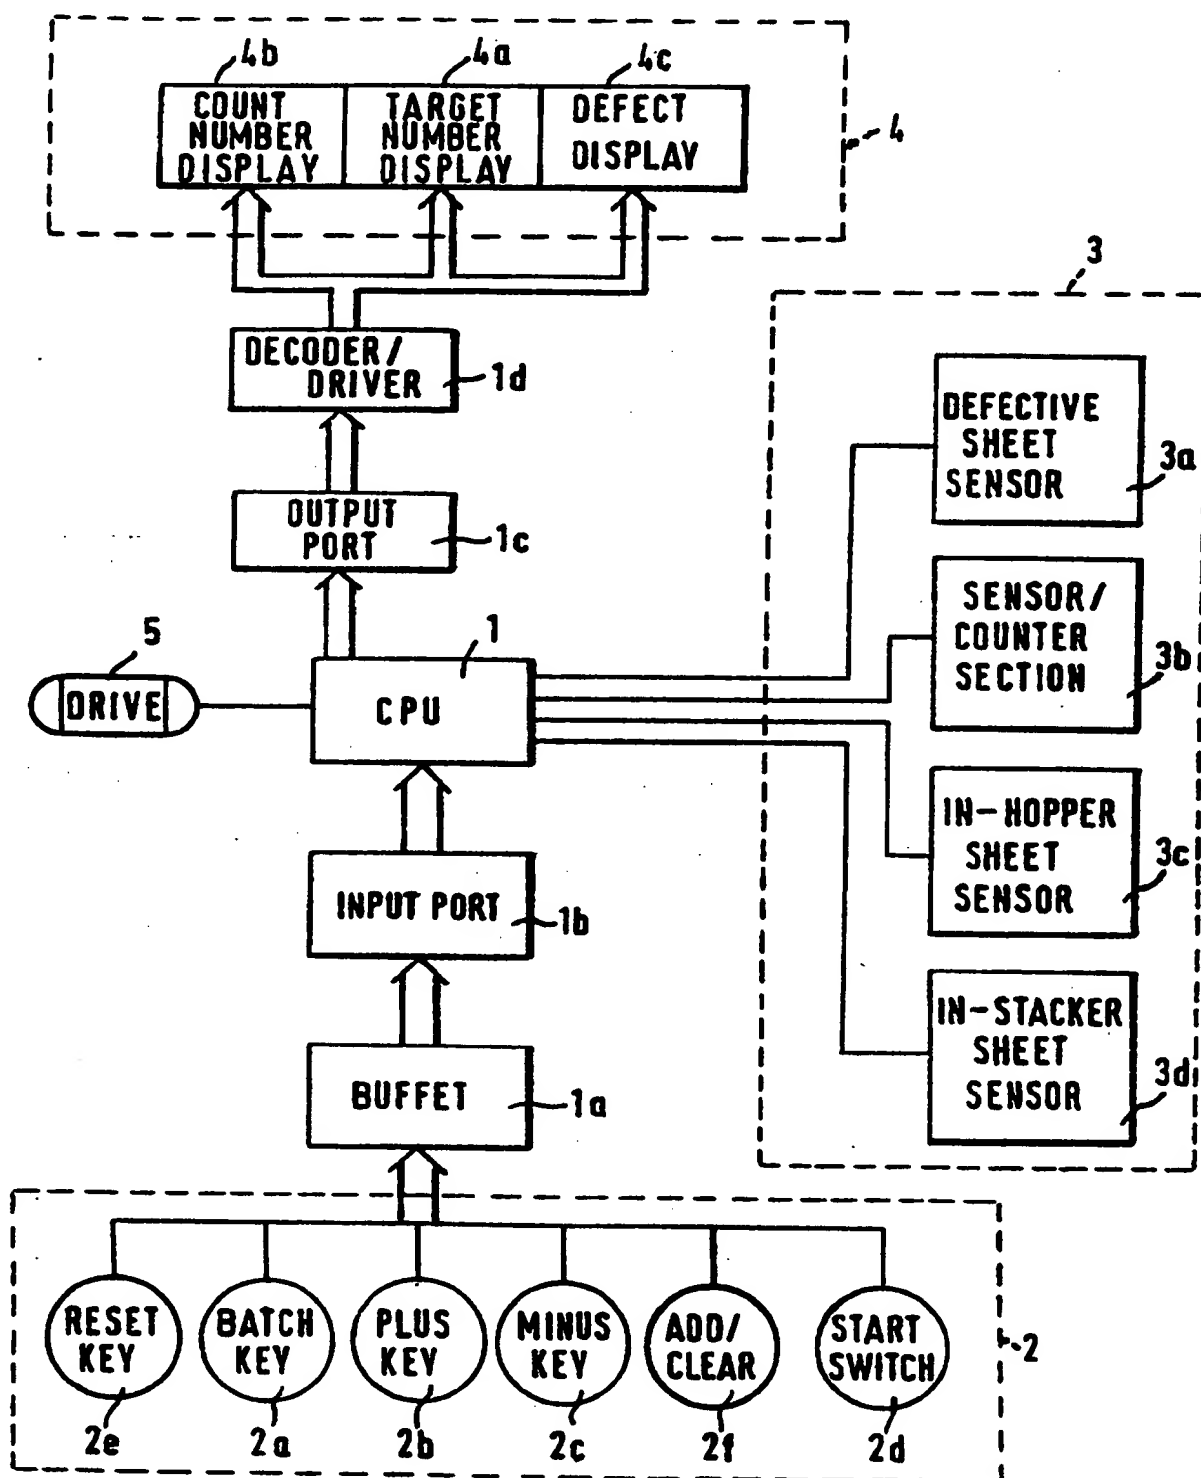 4b
4a
4c
COUNT
NUMBER
DISPLAY
TARGET
NUMBER
DISPLAY
DEFECT
DISPLAY
4
3
DECODER/
DRIVER
1d
DEFECTIVE
SHEET
SENSOR
3a
OUTPUT
PORT
1c
SENSOR/
COUNTER
SECTION
3b
5
DRIVE
1
CPU
IN-HOPPER
SHEET
SENSOR
3c
INPUT PORT
1b
IN-STACKER
SHEET
SENSOR
3d
BUFFET
1a
RESET
KEY
BATCH
KEY
PLUS
KEY
MINUS
KEY
ADD/
CLEAR
START
SWITCH
2
2e
2a
2b
2c
2f
2d